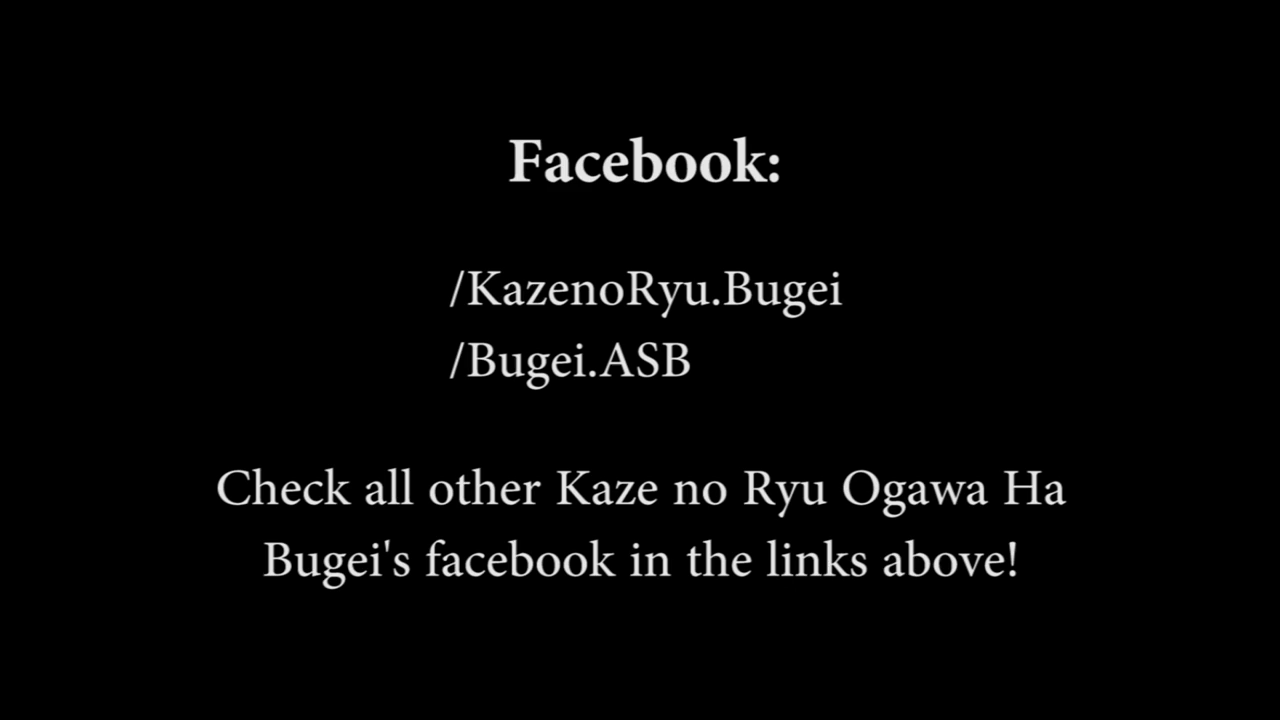 Facebook:
/KazenoRyu.Bugei
/Bugei.ASB
Check all other Kaze no Ryu Ogawa Ha
Bugei's facebook in the links above!